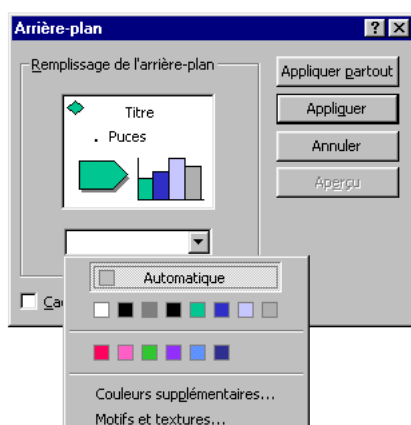 Arrière-plan
Remplissage de l'arrière-plan
Titre
. Puces
Appliquer partout
Appliquer
Annuler
Aperçu
Automatique
Couleurs supplémentaires...
Motifs et textures...